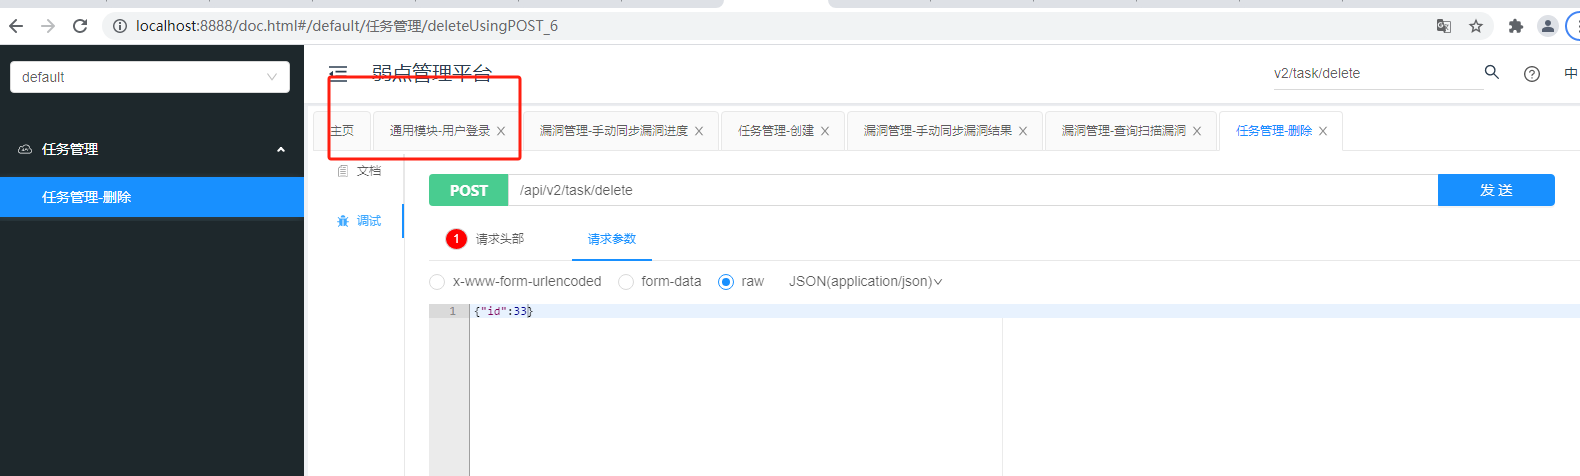 localhost:8888/doc.html#/default/任务管理/deleteUsingPOST_6
default
弱点管理平台
v2/task/delete
中
主页
通用模块-用户登录
漏洞管理-手动同步漏洞进度
任务管理-创建
漏洞管理-手动同步漏洞结果
漏洞管理-查询扫描漏洞
任务管理-删除
任务管理
任务管理-删除
文档
调试
POST
/api/v2/task/delete
发 送
1
请求头部
请求参数
x-www-form-urlencoded
form-data
raw
JSON(application/json)
1
{"id":33}